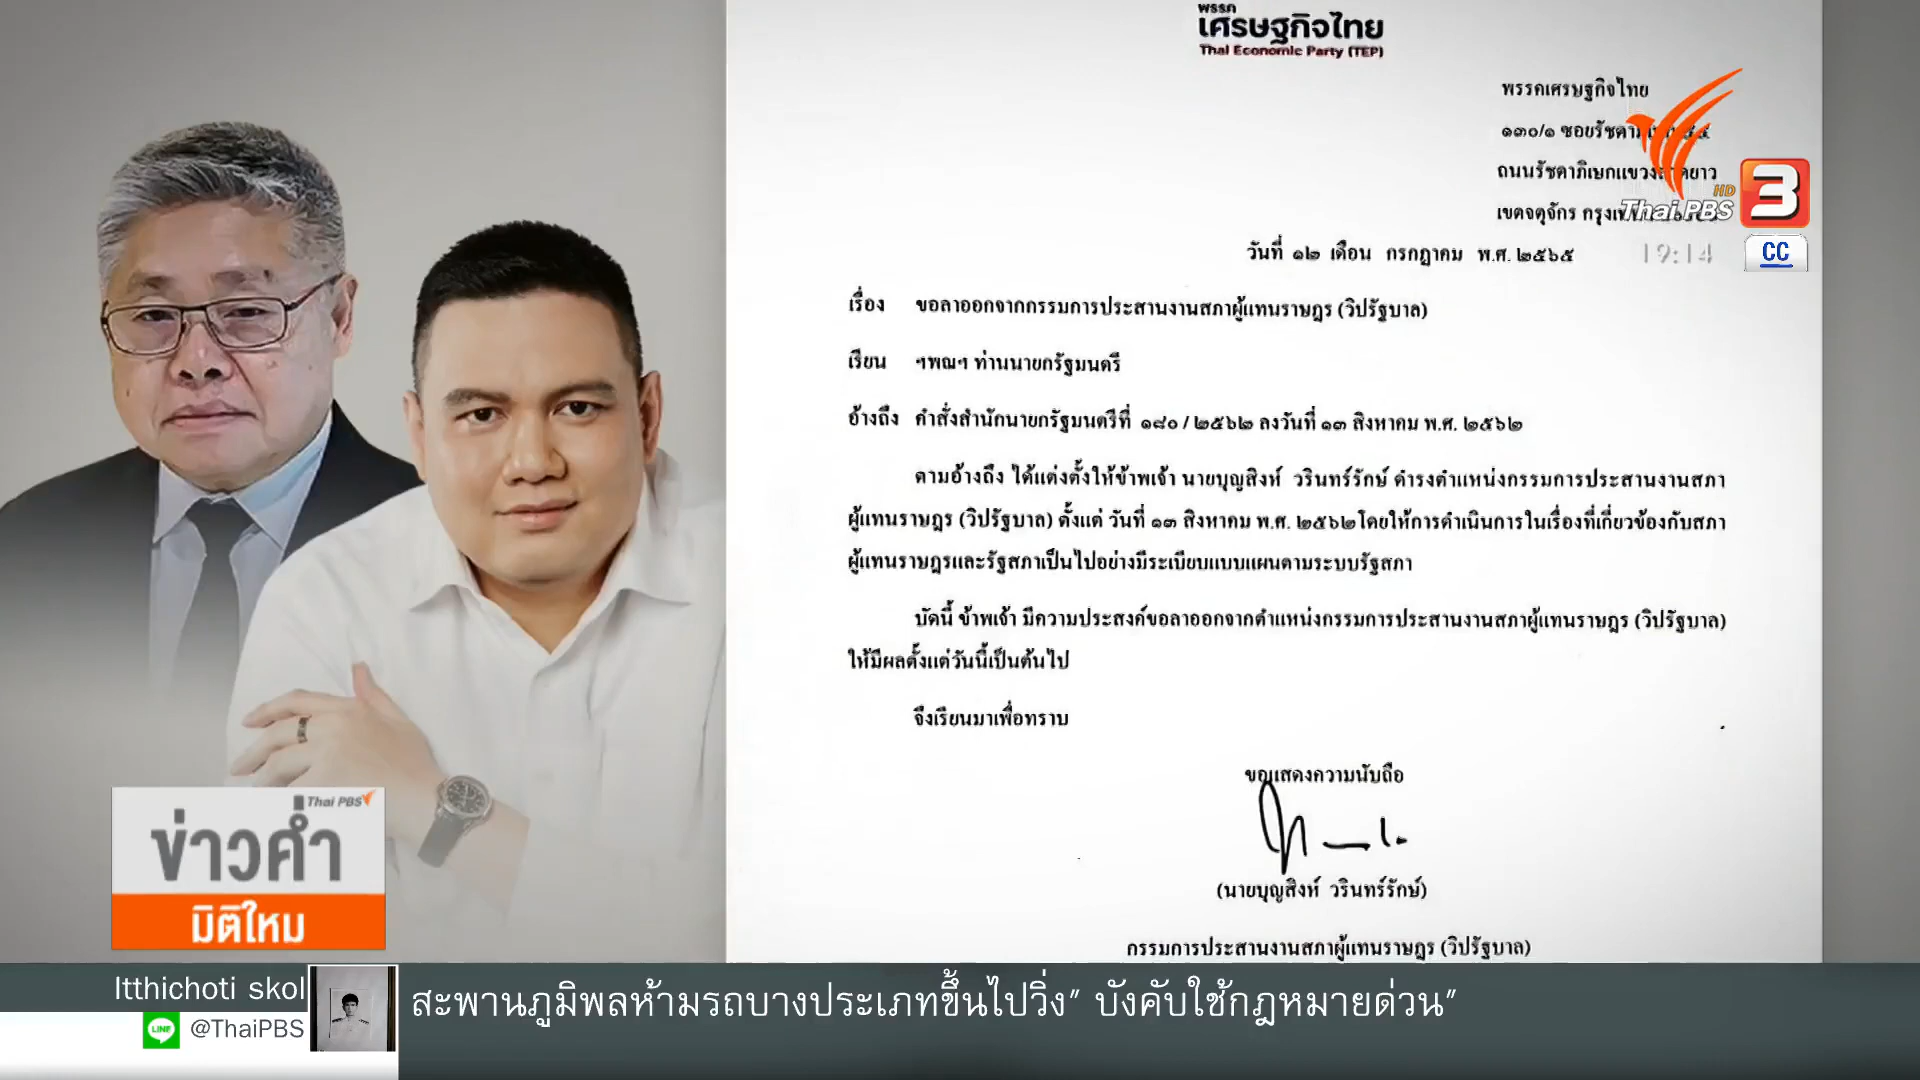 พรรค
เศรษฐกิจไทย
Thai Economic Party (TEP)
พรรคเศรษฐกิจไทย
๑๓๐/๑ ซอยรัชดา
ถนนรัชดาภิเษกแขวง
เขตจตุจักร
วันที่ ๑๒ เดือน กรกฎาคม พ.ศ. ๒๕๖๕
HD
Thai PBS
3
19:14
CC
เรื่อง ขอลาออกจากกรรมการประสานงานสภาผู้แทนราษฎร (วิปรัฐบาล)
เรียน ฯพณฯ ท่านนายกรัฐมนตรี
อ้างถึง คำสั่งสำนักนายกรัฐมนตรีที่ ๑๘๐ / ๒๕๖๒ ลงวันที่ ๑๓ สิงหาคม พ.ศ. ๒๕๖๒
ตามอ้างถึง ได้แต่งตั้งให้ข้าพเจ้า นายบุญสิงห์ วรินทร์รักษ์ ดำรงตำแหน่งกรรมการประสานงานสภา
ผู้แทนราษฎร (วิปรัฐบาล) ตั้งแต่ วันที่ ๑๓ สิงหาคม พ.ศ. ๒๕๖๒ โดยให้การดำเนินการในเรื่องที่เกี่ยวข้องกับสภา
ผู้แทนราษฎรและรัฐสภาเป็นไปอย่างมีระเบียบแบบแผนตามระบบรัฐสภา
บัดนี้ ข้าพเจ้า มีความประสงค์ขอลาออกจากตำแหน่งกรรมการประสานงานสภาผู้แทนราษฎร (วิปรัฐบาล)
ให้มีผลตั้งแต่วันนี้เป็นต้นไป
จึงเรียนมาเพื่อทราบ
ขอแสดงความนับถือ
(นายบุญสิงห์ วรินทร์รักษ์)
กรรมการประสานงานสภาผู้แทนราษฎร (วิปรัฐบาล)
Thai PBS
ข่าวค่ำ
มิติใหม่
Itthichoti skol
LINE @ThaiPBS
สะพานภูมิพลห้ามรถบางประเภทขึ้นไปวิ่ง" บังคับใช้กฎหมายด่วน"